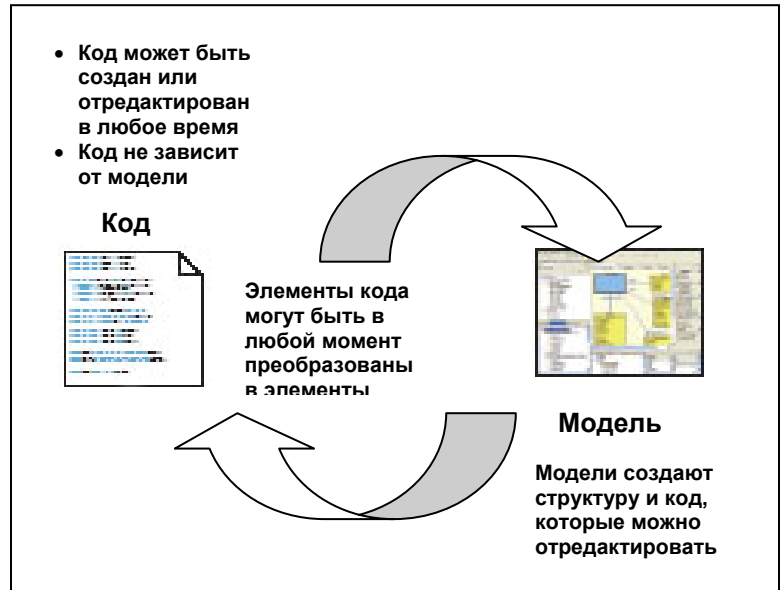 • Код может быть
создан или
отредактирован
в любое время
• Код не зависит
от модели
Код
Элементы кода
могут быть в
любой момент
преобразованы
в элементы
Модель
Модели создают
структуру и код,
которые можно
отредактировать